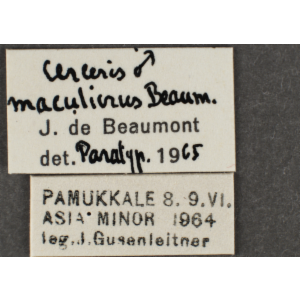 Cerceris ♂
maculicrus Beaum.
J. de Beaumont
det. Paratyp. 1965
PAMUKKALE 8.9.VI.
ASIA MINOR 1964
leg. J. Gusenleitner